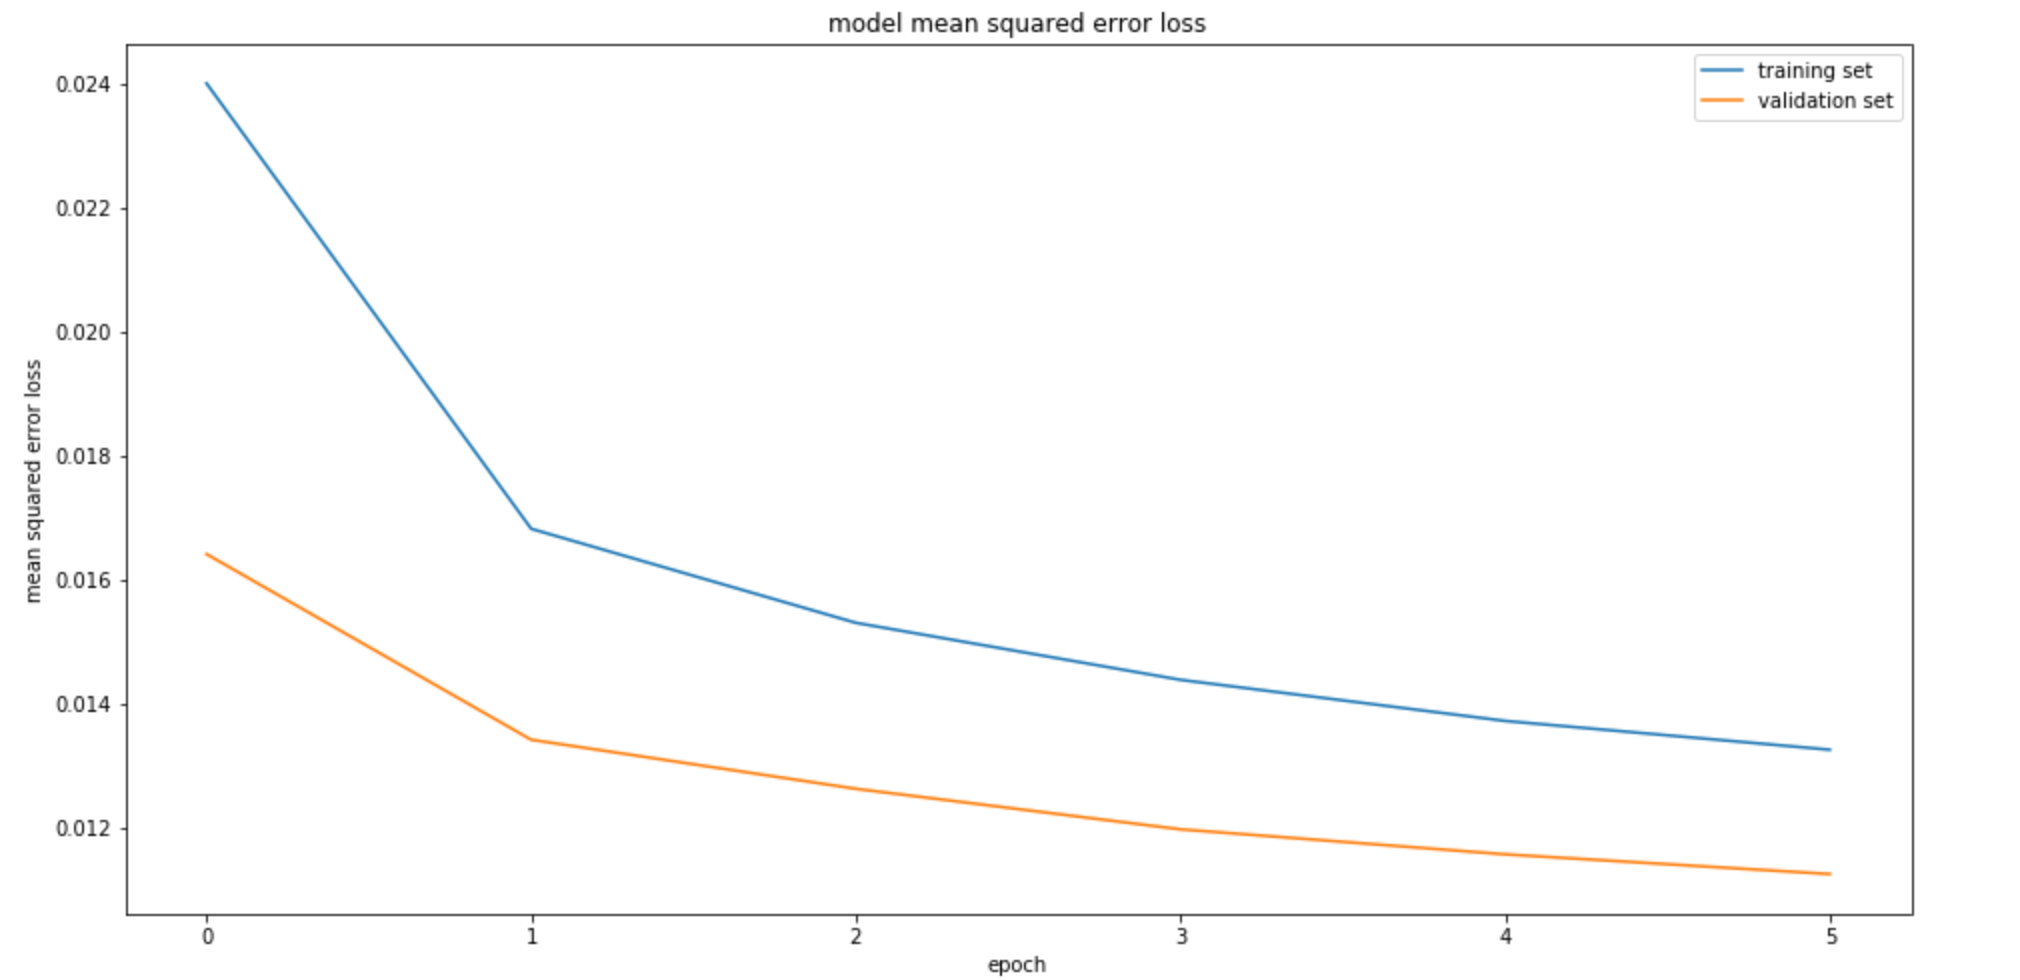 model mean squared error loss
training set
validation set
0.024
0.022
0.020
0.018
0.016
0.014
0.012
mean squared error loss
0 1 2 3 4 5
epoch